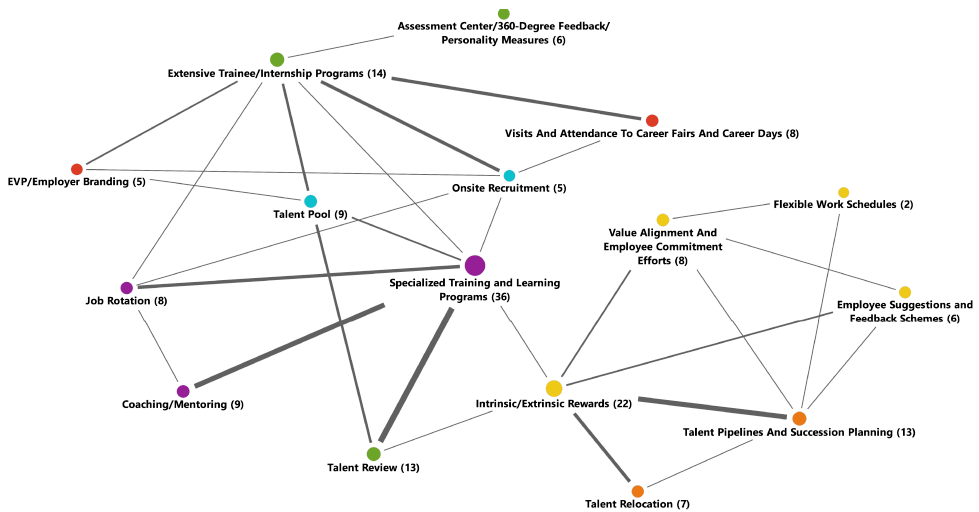 Assessment Center/360-Degree Feedback/
Personality Measures (6)
Extensive Trainee/Internship Programs (14)
Visits And Attendance To Career Fairs And Career Days (8)
EVP/Employer Branding (5)
Onsite Recruitment (5)
Talent Pool (9)
Flexible Work Schedules (2)
Value Alignment And
Employee Commitment
Efforts (8)
Specialized Training and Learning
Programs (36)
Job Rotation (8)
Employee Suggestions and
Feedback Schemes (6)
Coaching/Mentoring (9)
Intrinsic/Extrinsic Rewards (22)
Talent Pipelines And Succession Planning (13)
Talent Review (13)
Talent Relocation (7)